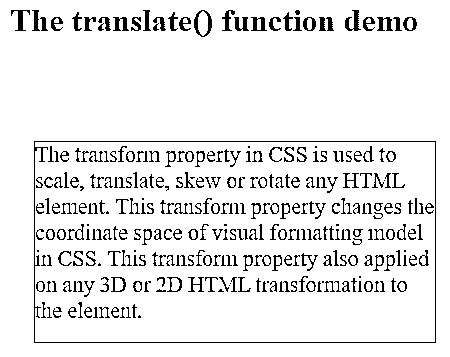 The translate() function demo
The transform property in CSS is used to
scale, translate, skew or rotate any HTML
element. This transform property changes the
coordinate space of visual formatting model
in CSS. This transform property also applied
on any 3D or 2D HTML transformation to
the element.